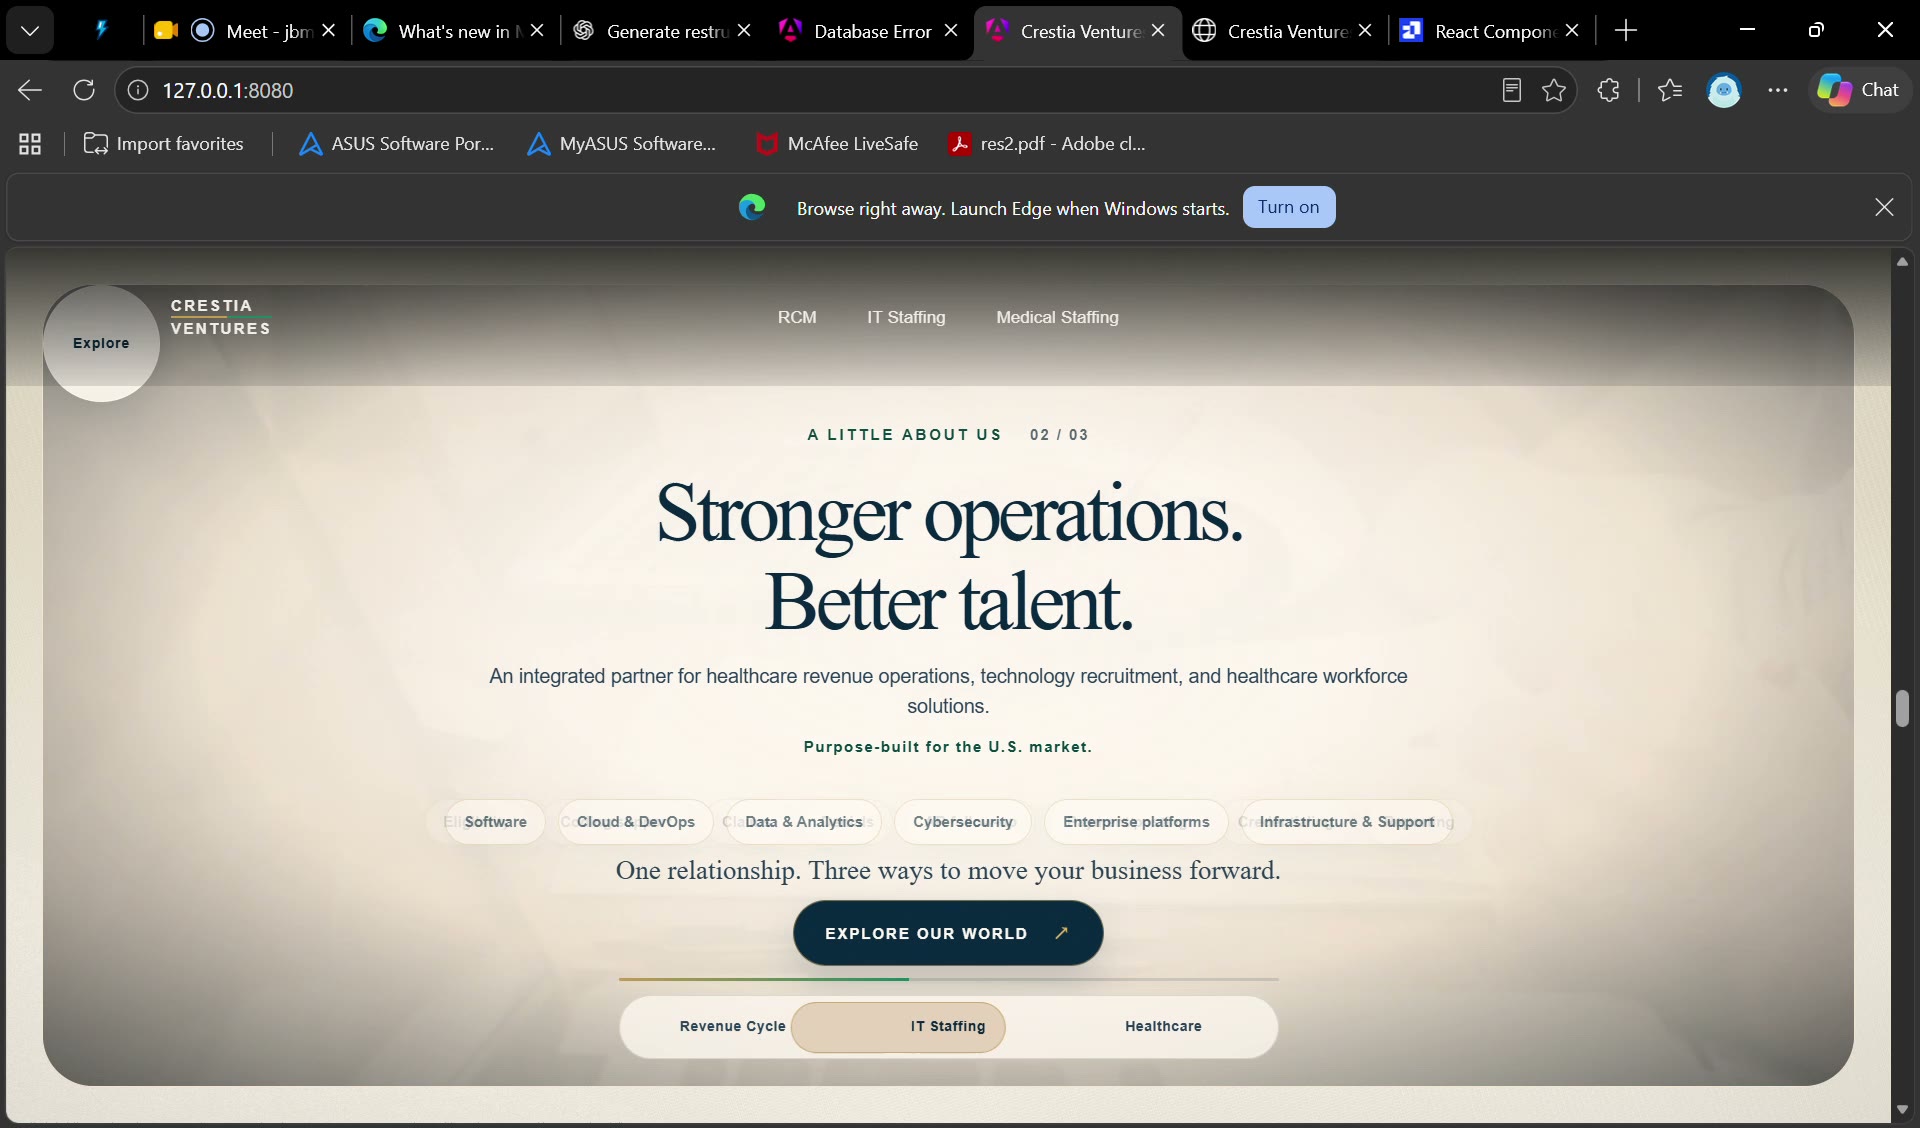 Meet - jbm
What's new in
Generate restru
Database Error
Crestia Venture
Crestia Venture
React Compon
127.0.0.1:8080
Chat
Import favorites
ASUS Software Por...
MyASUS Software...
McAfee LiveSafe
res2.pdf - Adobe cl...
Browse right away. Launch Edge when Windows starts.
Turn on
Explore
CRESTIA
VENTURES
RCM
IT Staffing
Medical Staffing
A LITTLE ABOUT US
02 / 03
Stronger operations.
Better talent.
An integrated partner for healthcare revenue operations, technology recruitment, and healthcare workforce
solutions.
Purpose-built for the U.S. market.
Software
Cloud & DevOps
Data & Analytics
Cybersecurity
Enterprise platforms
Infrastructure & Support
One relationship. Three ways to move your business forward.
EXPLORE OUR WORLD ↗
Revenue Cycle
IT Staffing
Healthcare